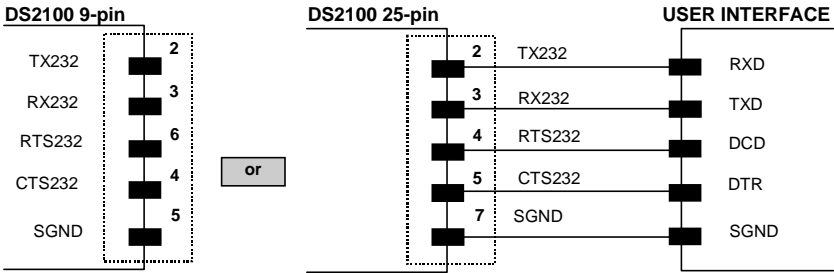 DS2100 9-pin
DS2100 25-pin
USER INTERFACE
TX232 2
RX232 3
RTS232 6
CTS232 4
SGND 5
or
2 TX232 RXD
3 RX232 TXD
4 RTS232 DCD
5 CTS232 DTR
7 SGND SGND